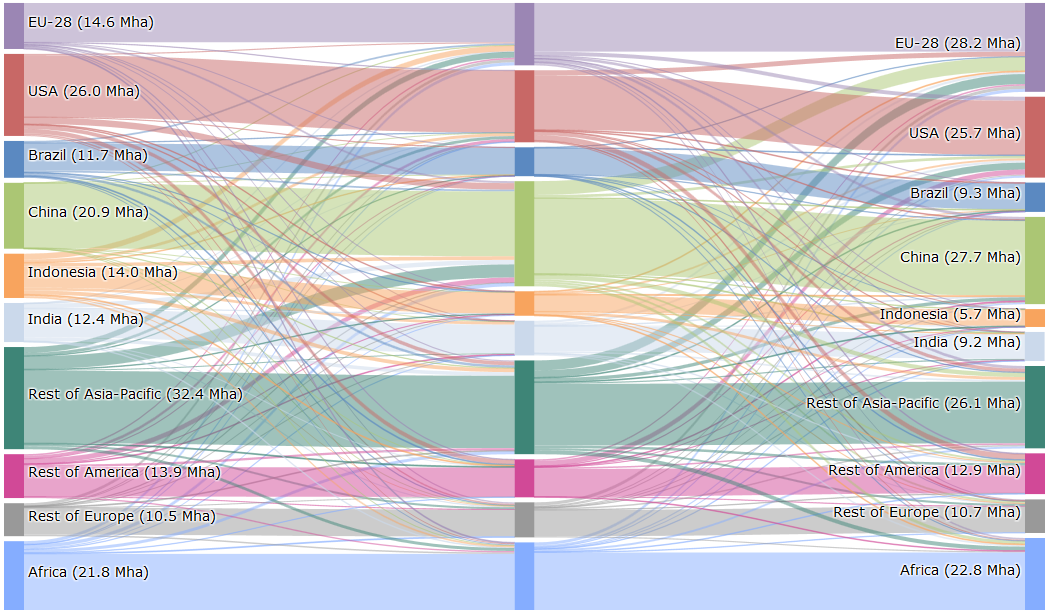 EU-28 (14.6 Mha)
USA (26.0 Mha)
Brazil (11.7 Mha)
China (20.9 Mha)
Indonesia (14.0 Mha)
India (12.4 Mha)
Rest of Asia-Pacific (32.4 Mha)
Rest of America (13.9 Mha)
Rest of Europe (10.5 Mha)
Africa (21.8 Mha)
EU-28 (28.2 Mha)
USA (25.7 Mha)
Brazil (9.3 Mha)
China (27.7 Mha)
Indonesia (5.7 Mha)
India (9.2 Mha)
Rest of Asia-Pacific (26.1 Mha)
Rest of America (12.9 Mha)
Rest of Europe (10.7 Mha)
Africa (22.8 Mha)